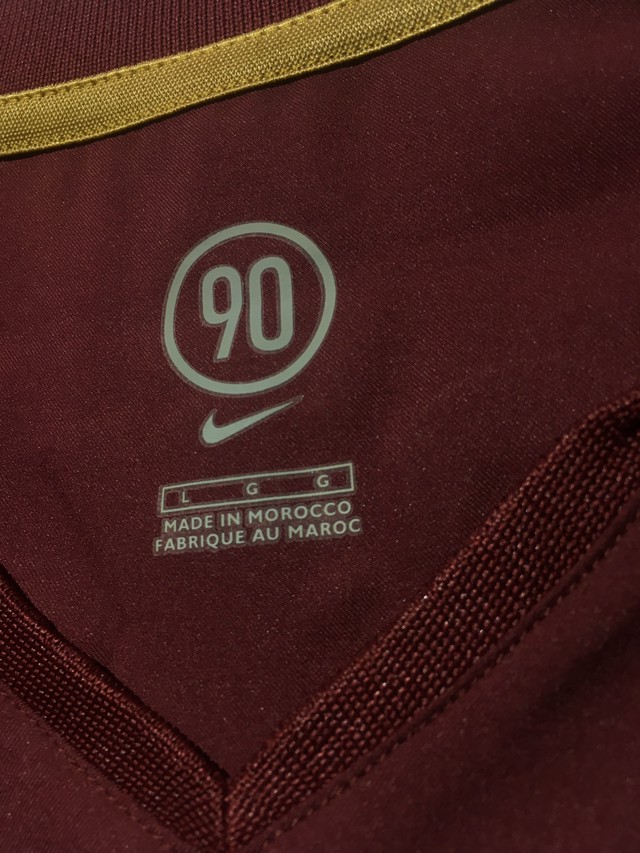 90
L G G
MADE IN MOROCCO
FABRIQUE AU MAROC